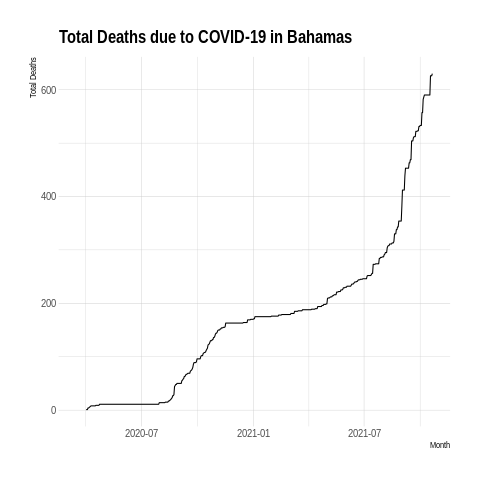 Total Deaths due to COVID-19 in Bahamas
Total Deaths
600
400
200
0
2020-07
2021-01
2021-07
Month